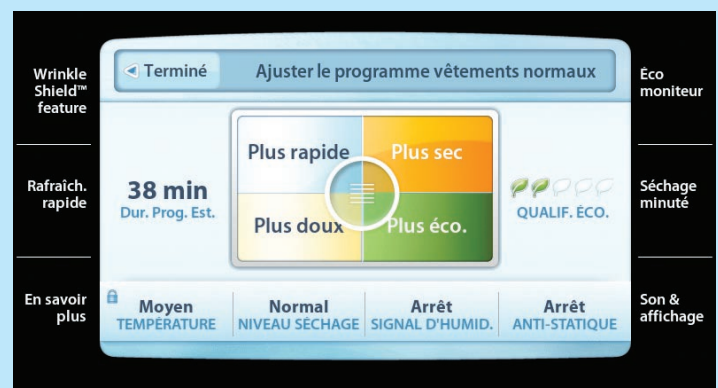 Wrinkle
Shield™
feature
Rafraîch.
rapide
En savoir
plus
Terminé
Ajuster le programme vêtements normaux
38 min
Dur. Prog. Est.
Plus rapide
Plus sec
Plus doux
Plus éco.
QUALIF. ÉCO.
Moyen
TEMPÉRATURE
Normal
NIVEAU SÉCHAGE
Arrêt
SIGNAL D'HUMID.
Arrêt
ANTI-STATIQUE
Éco
moniteur
Séchage
minuté
Son &
affichage